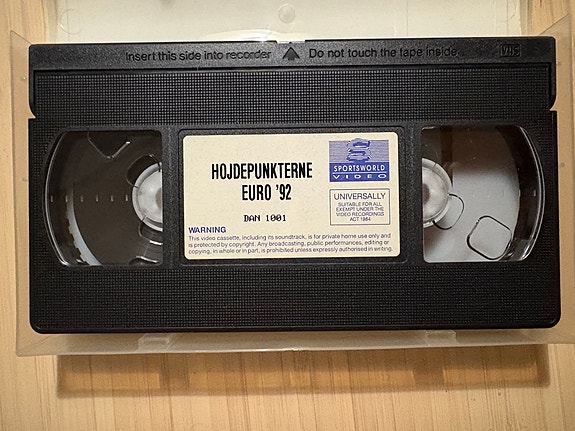 Insert this side into recorder Do not touch the tape inside
VHS
HOJDEPUNKTERNE
EURO '92
DAN 1001
SPORTSWORLD
VIDEO
UNIVERSALLY
SUITABLE FOR ALL
EXEMPT UNDER THE
VIDEO RECORDINGS
ACT 1984
WARNING
This video cassette, including its soundtrack, is for private home use only and
is protected by copyright. Any broadcasting, public performances, editing or
copying, in whole or in part, is prohibited unless expressly authorised in writing.